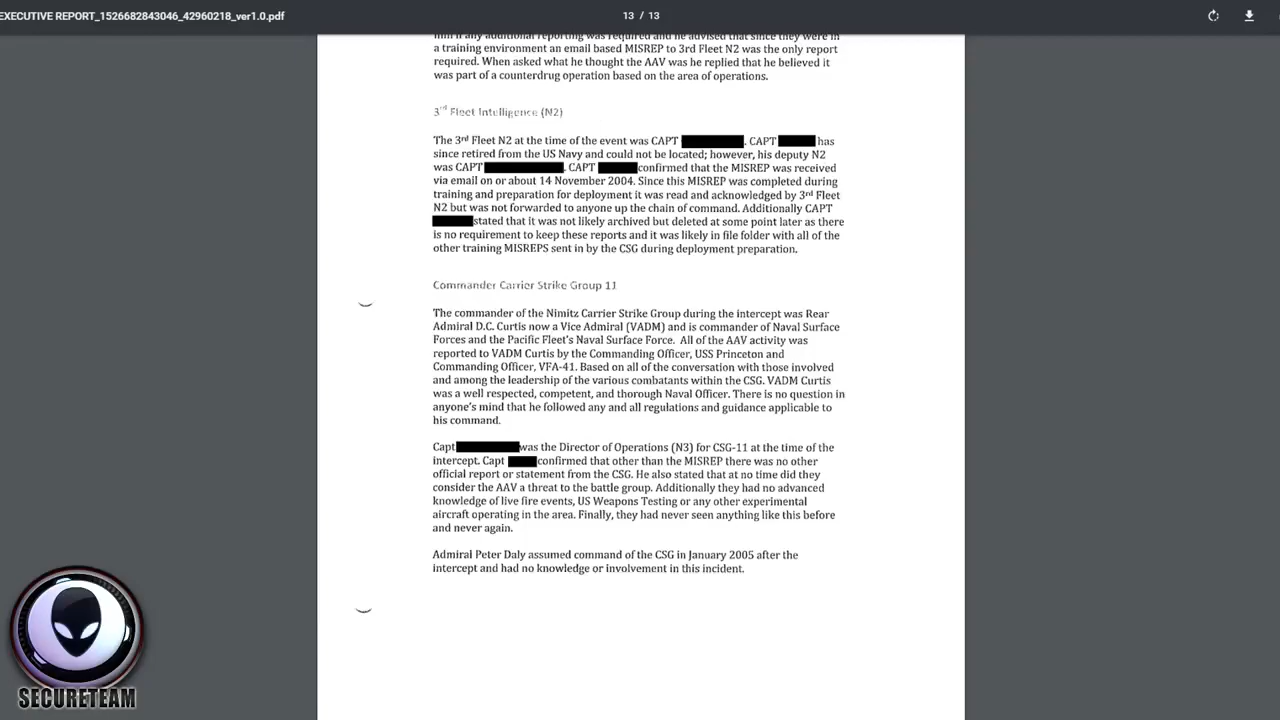 EXECUTIVE REPORT_1526682843046_42960218_ver1.0.pdf
13 / 13
him if any additional reporting was required and he advised that since they were in
a training environment an email based MISREP to 3rd Fleet N2 was the only report
required. When asked what he thought the AAV was he replied that he believed it
was part of a counterdrug operation based on the area of operations.
3rd Fleet Intelligence (N2)
The 3rd Fleet N2 at the time of the event was CAPT . CAPT has
since retired from the US Navy and could not be located; however, his deputy N2
was CAPT . CAPT confirmed that the MISREP was received
via email on or about 14 November 2004. Since this MISREP was completed during
training and preparation for deployment it was read and acknowledged by 3rd Fleet
N2 but was not forwarded to anyone up the chain of command. Additionally CAPT
stated that it was not likely archived but deleted at some point later as there
is no requirement to keep these reports and it was likely in file folder with all of the
other training MISREPS sent in by the CSG during deployment preparation.
Commander Carrier Strike Group 11
The commander of the Nimitz Carrier Strike Group during the intercept was Rear
Admiral D.C. Curtis now a Vice Admiral (VADM) and is commander of Naval Surface
Forces and the Pacific Fleet's Naval Surface Force. All of the AAV activity was
reported to VADM Curtis by the Commanding Officer, USS Princeton and
Commanding Officer, VFA-41. Based on all of the conversation with those involved
and among the leadership of the various combatants within the CSG. VADM Curtis
was a well respected, competent, and thorough Naval Officer. There is no question in
anyone's mind that he followed any and all regulations and guidance applicable to
his command.
Capt was the Director of Operations (N3) for CSG-11 at the time of the
intercept. Capt confirmed that other than the MISREP there was no other
official report or statement from the CSG. He also stated that at no time did they
consider the AAV a threat to the battle group. Additionally they had no advanced
knowledge of live fire events, US Weapons Testing or any other experimental
aircraft operating in the area. Finally, they had never seen anything like this before
and never again.
Admiral Peter Daly assumed command of the CSG in January 2005 after the
intercept and had no knowledge or involvement in this incident.
SECURETEAM